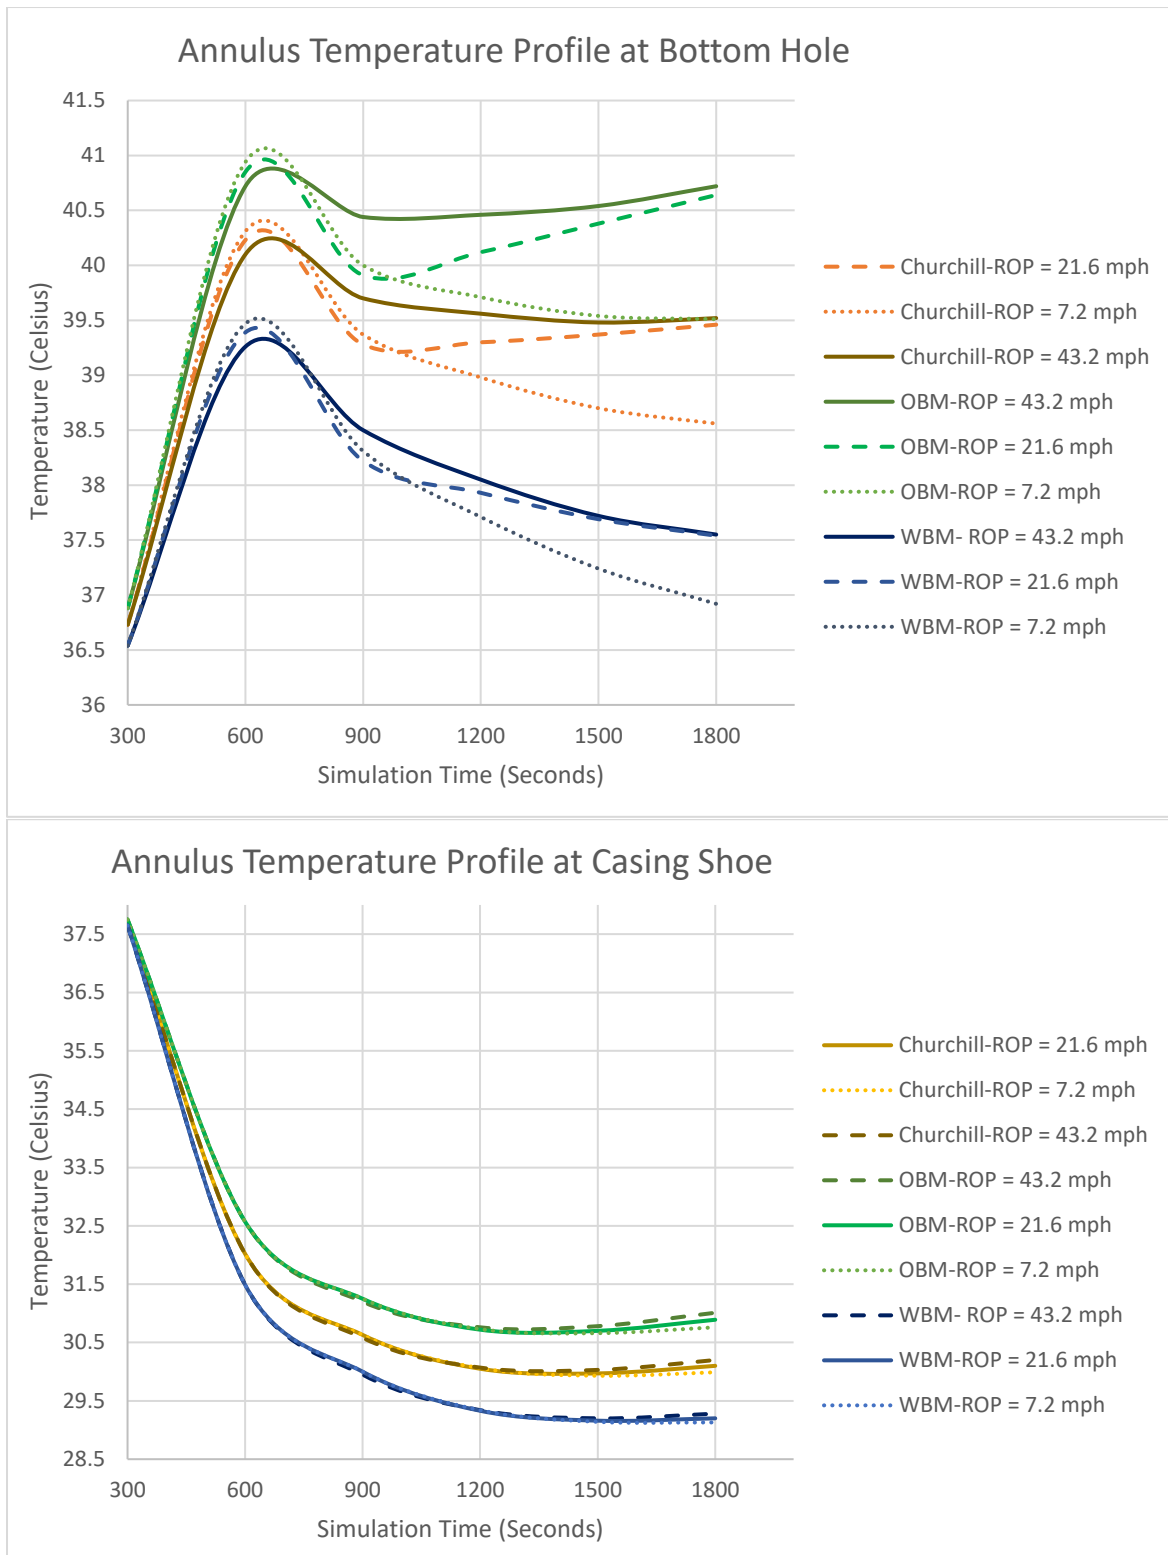 Annulus Temperature Profile at Bottom Hole
41.5
41
40.5
40
39.5
39
38.5
38
37.5
37
36.5
36
Temperature (Celsius)
300 600 900 1200 1500 1800
Simulation Time (Seconds)
Churchill-ROP = 21.6 mph
Churchill-ROP = 7.2 mph
Churchill-ROP = 43.2 mph
OBM-ROP = 43.2 mph
OBM-ROP = 21.6 mph
OBM-ROP = 7.2 mph
WBM- ROP = 43.2 mph
WBM-ROP = 21.6 mph
WBM-ROP = 7.2 mph
Annulus Temperature Profile at Casing Shoe
37.5
36.5
35.5
34.5
33.5
32.5
31.5
30.5
29.5
28.5
Temperature (Celsius)
300 600 900 1200 1500 1800
Simulation Time (Seconds)
Churchill-ROP = 21.6 mph
Churchill-ROP = 7.2 mph
Churchill-ROP = 43.2 mph
OBM-ROP = 43.2 mph
OBM-ROP = 21.6 mph
OBM-ROP = 7.2 mph
WBM- ROP = 43.2 mph
WBM-ROP = 21.6 mph
WBM-ROP = 7.2 mph